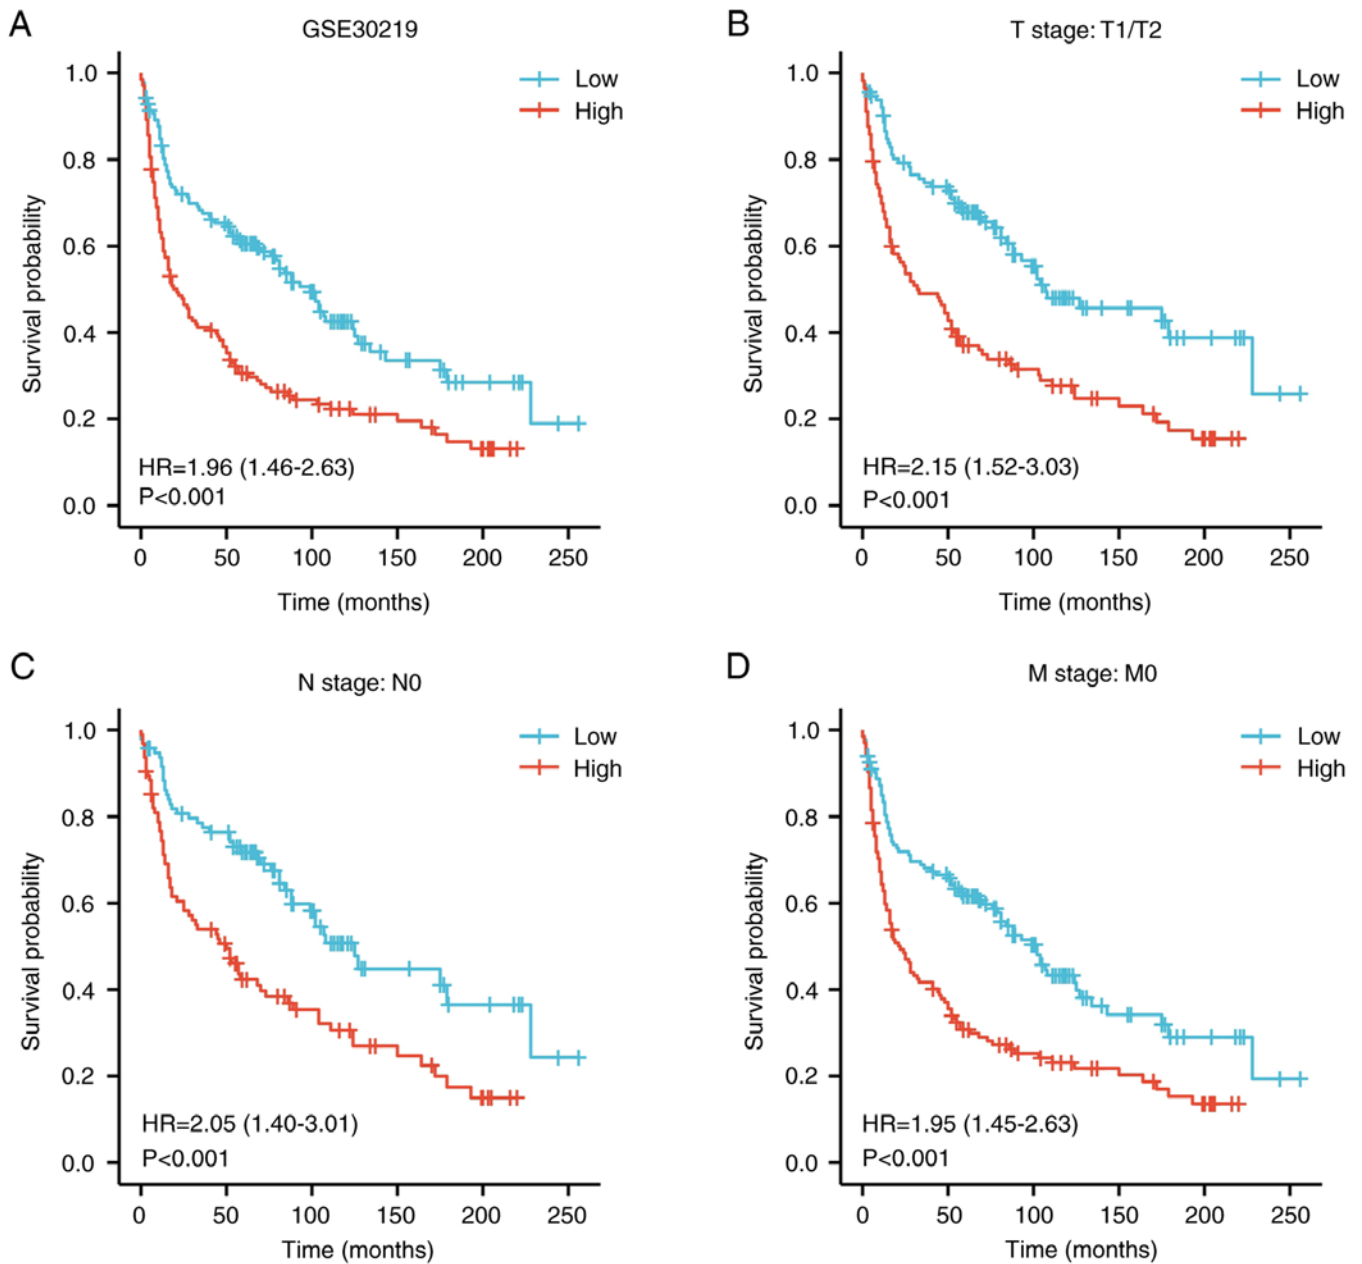 A
GSE30219
Low
High
1.0
0.8
0.6
0.4
0.2
0.0
Survival probability
HR=1.96 (1.46-2.63)
P<0.001
0 50 100 150 200 250
Time (months)
B
T stage: T1/T2
Low
High
1.0
0.8
0.6
0.4
0.2
0.0
Survival probability
HR=2.15 (1.52-3.03)
P<0.001
0 50 100 150 200 250
Time (months)
C
N stage: N0
Low
High
1.0
0.8
0.6
0.4
0.2
0.0
Survival probability
HR=2.05 (1.40-3.01)
P<0.001
0 50 100 150 200 250
Time (months)
D
M stage: M0
Low
High
1.0
0.8
0.6
0.4
0.2
0.0
Survival probability
HR=1.95 (1.45-2.63)
P<0.001
0 50 100 150 200 250
Time (months)